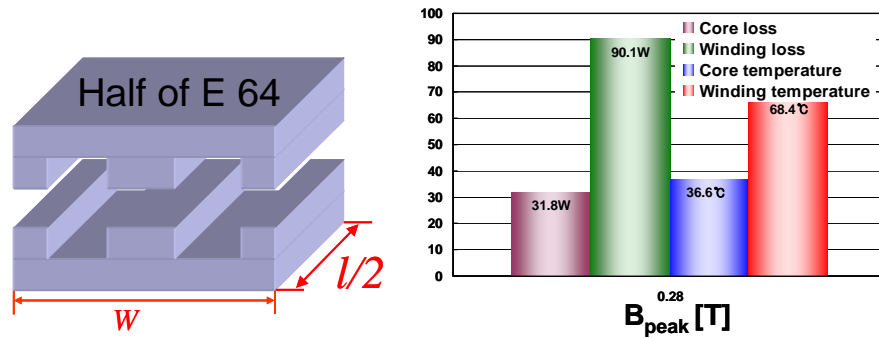 Half of E 64
l/2
w
100
90
80
70
60
50
40
30
20
10
0
Core loss
Winding loss
Core temperature
Winding temperature
31.8W
90.1W
36.6℃
68.4℃
0.28
Bpeak [T]